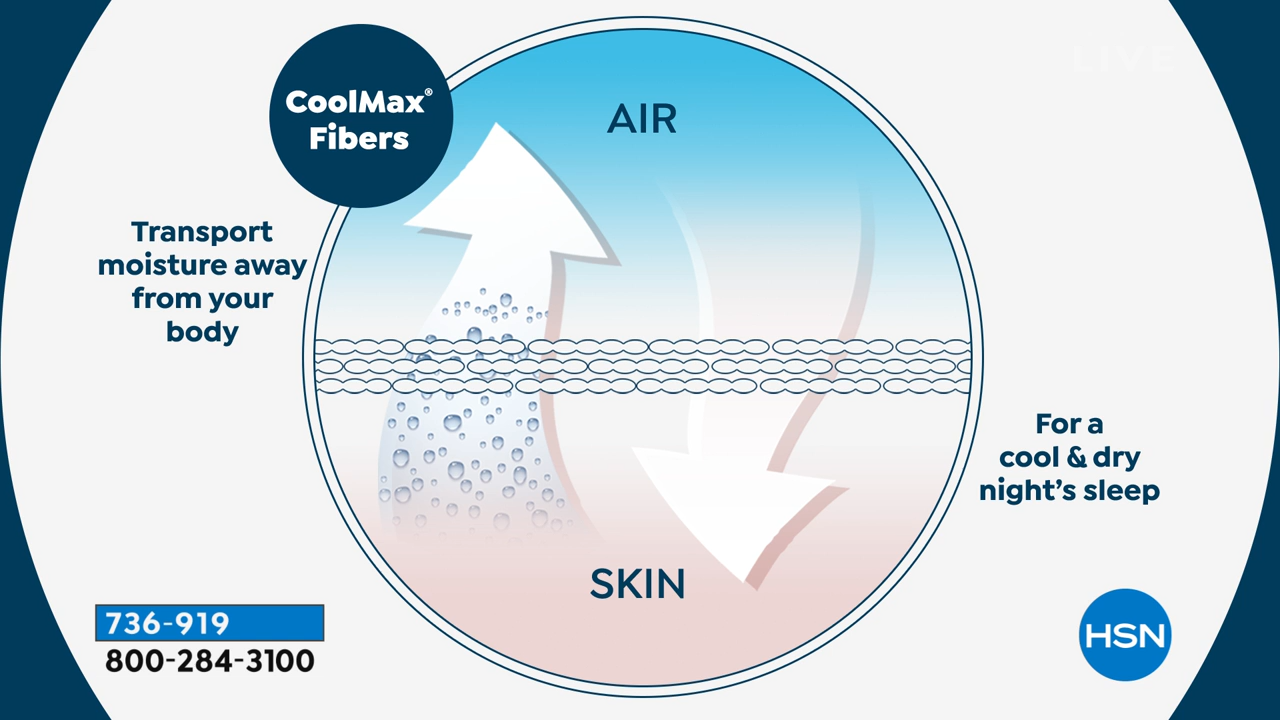 LIVE
CoolMax®
Fibers
AIR
Transport
moisture away
from your
body
For a
cool & dry
night's sleep
SKIN
736-919
800-284-3100
HSN